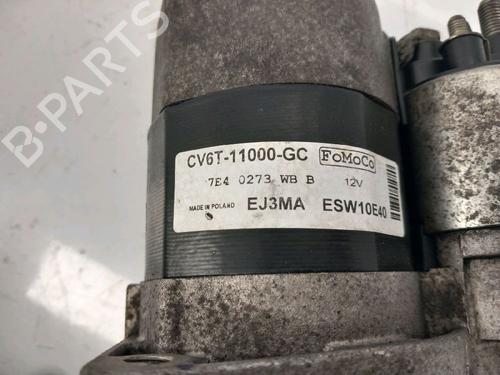 B-PARTS
CV6T-11000-GC FoMoCo
7E4 0273 WB B 12V
MADE IN POLAND EJ3MA ESW10E40